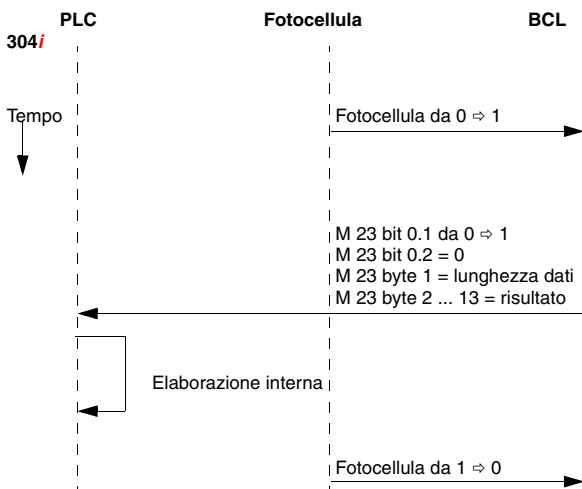 PLC Fotocellula BCL
304i
Tempo
Fotocellula da 0 ⇨ 1
M 23 bit 0.1 da 0 ⇨ 1
M 23 bit 0.2 = 0
M 23 byte 1 = lunghezza dati
M 23 byte 2 ... 13 = risultato
Elaborazione interna
Fotocellula da 1 ⇨ 0